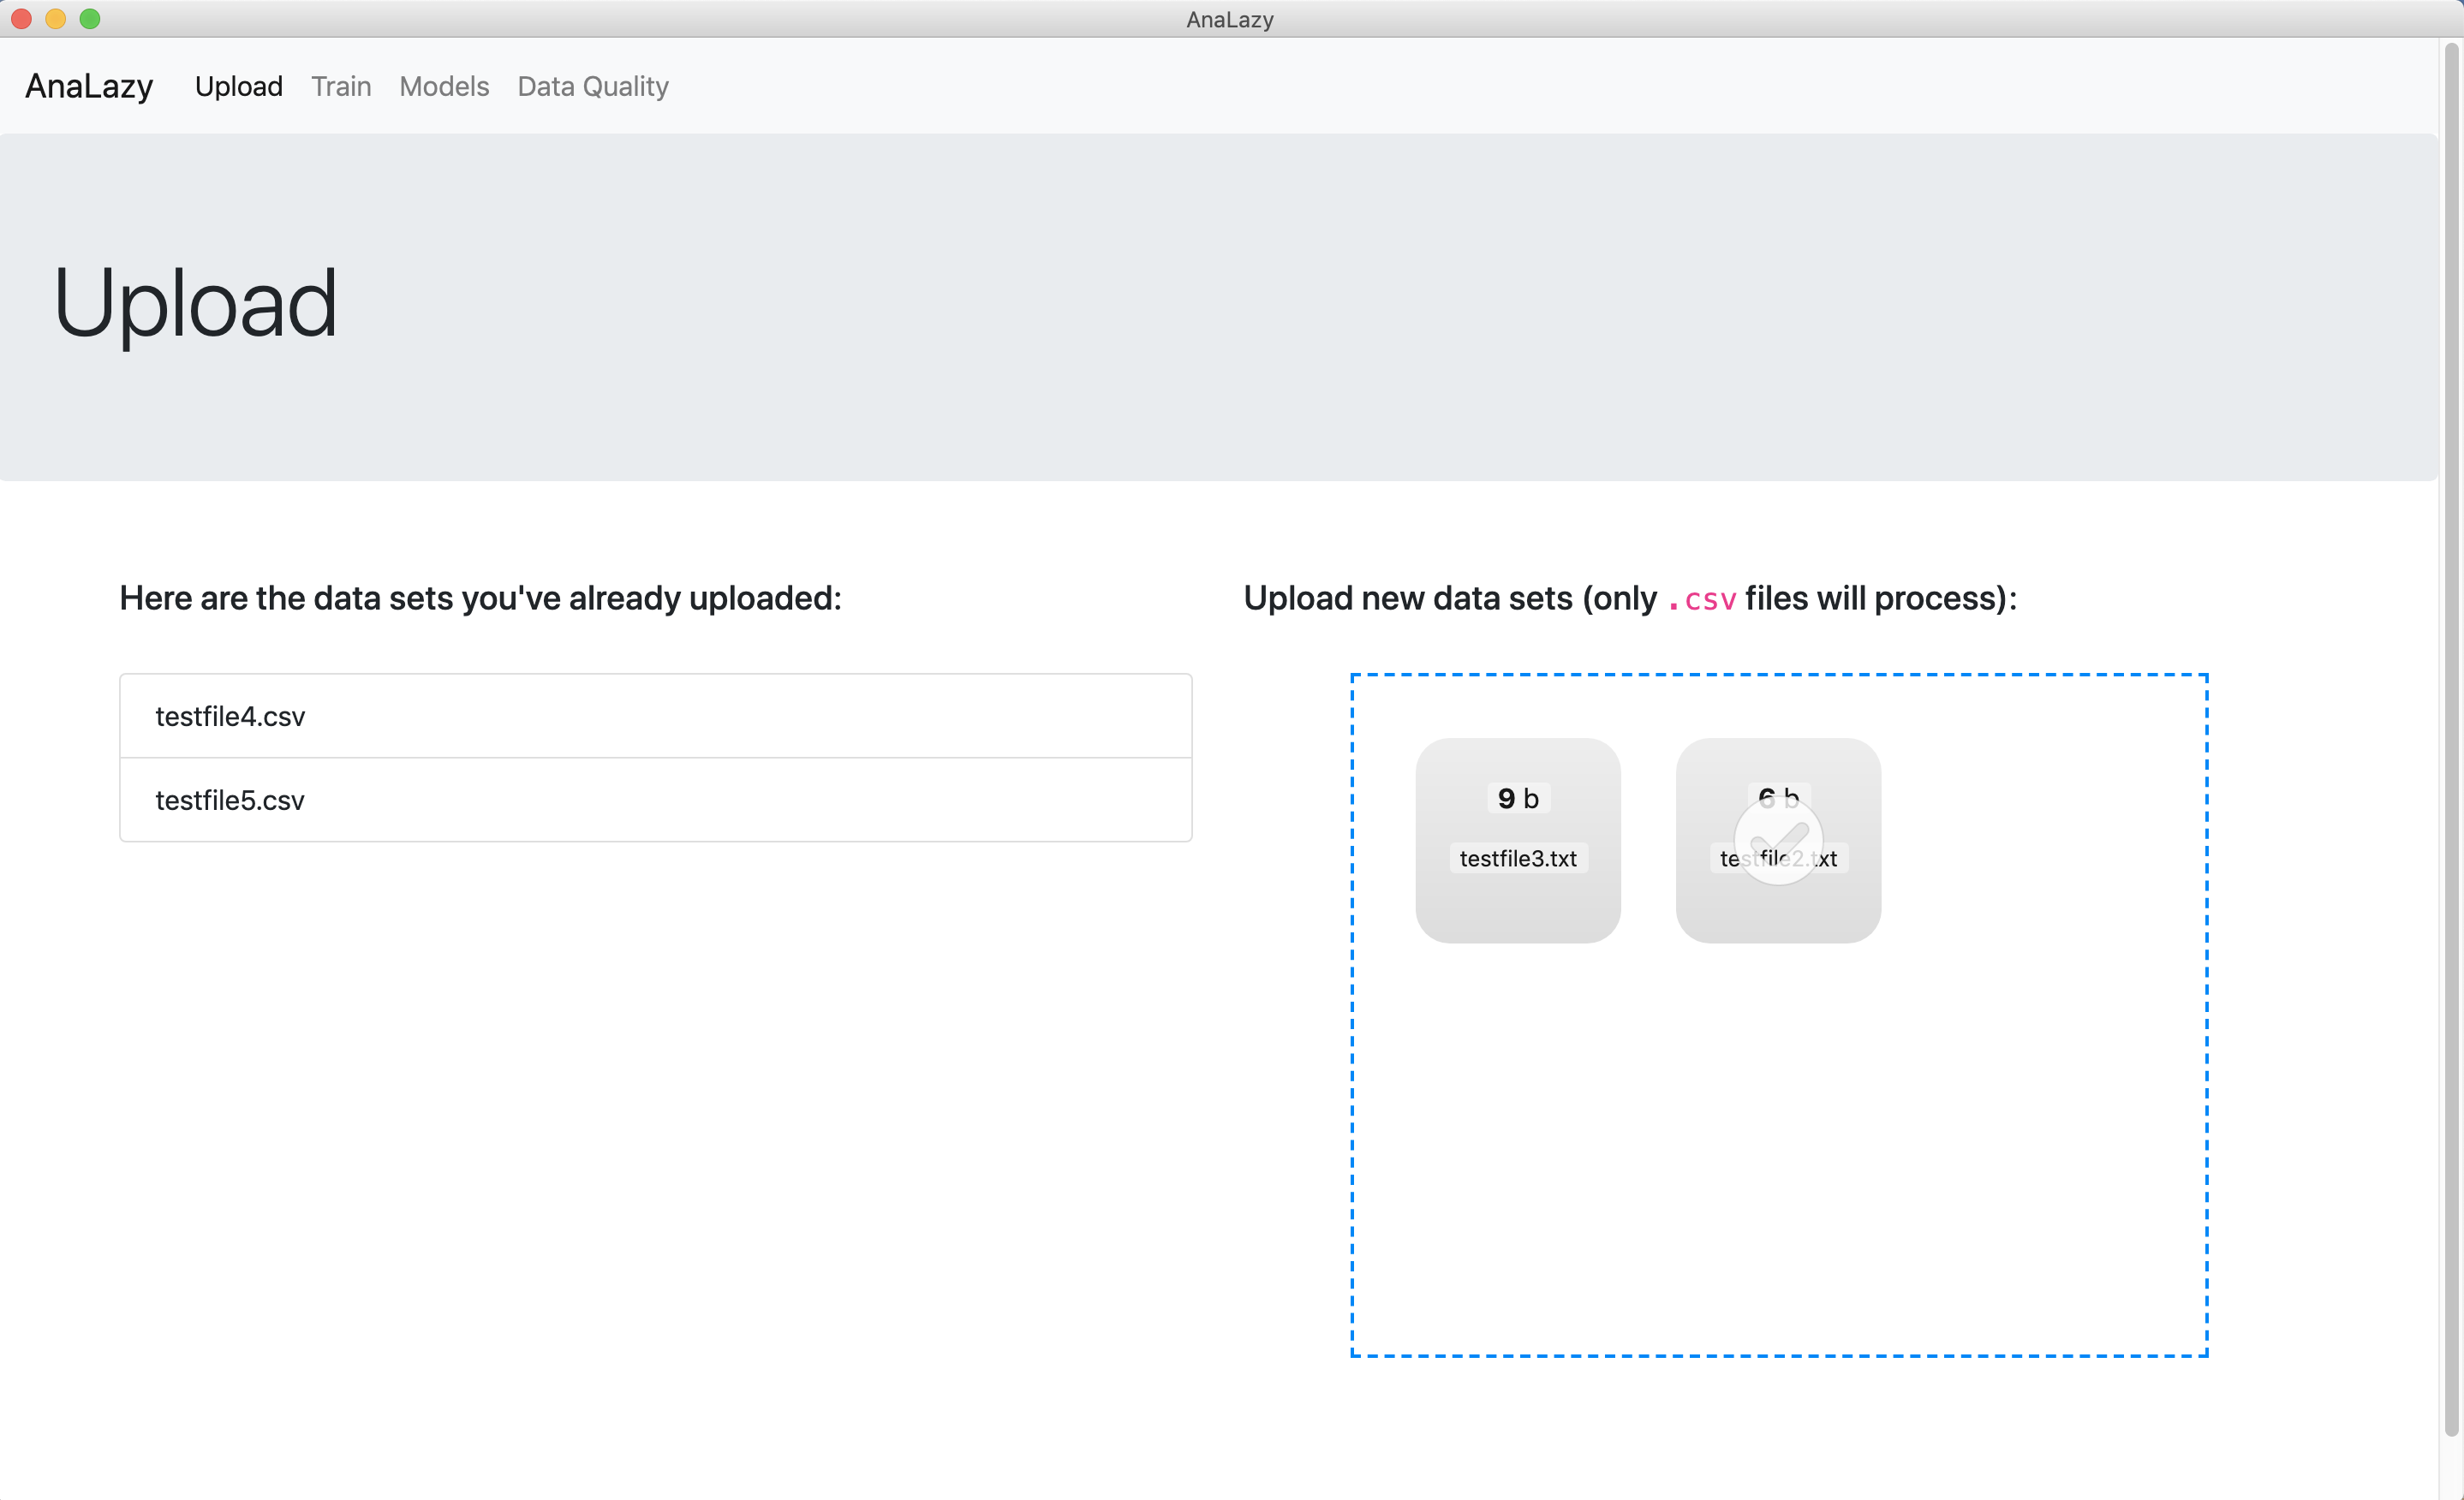 AnaLazy
AnaLazy Upload Train Models Data Quality
Upload
Here are the data sets you've already uploaded:
testfile4.csv
testfile5.csv
Upload new data sets (only .csv files will process):
9 b
testfile3.txt
6 b
testfile2.txt